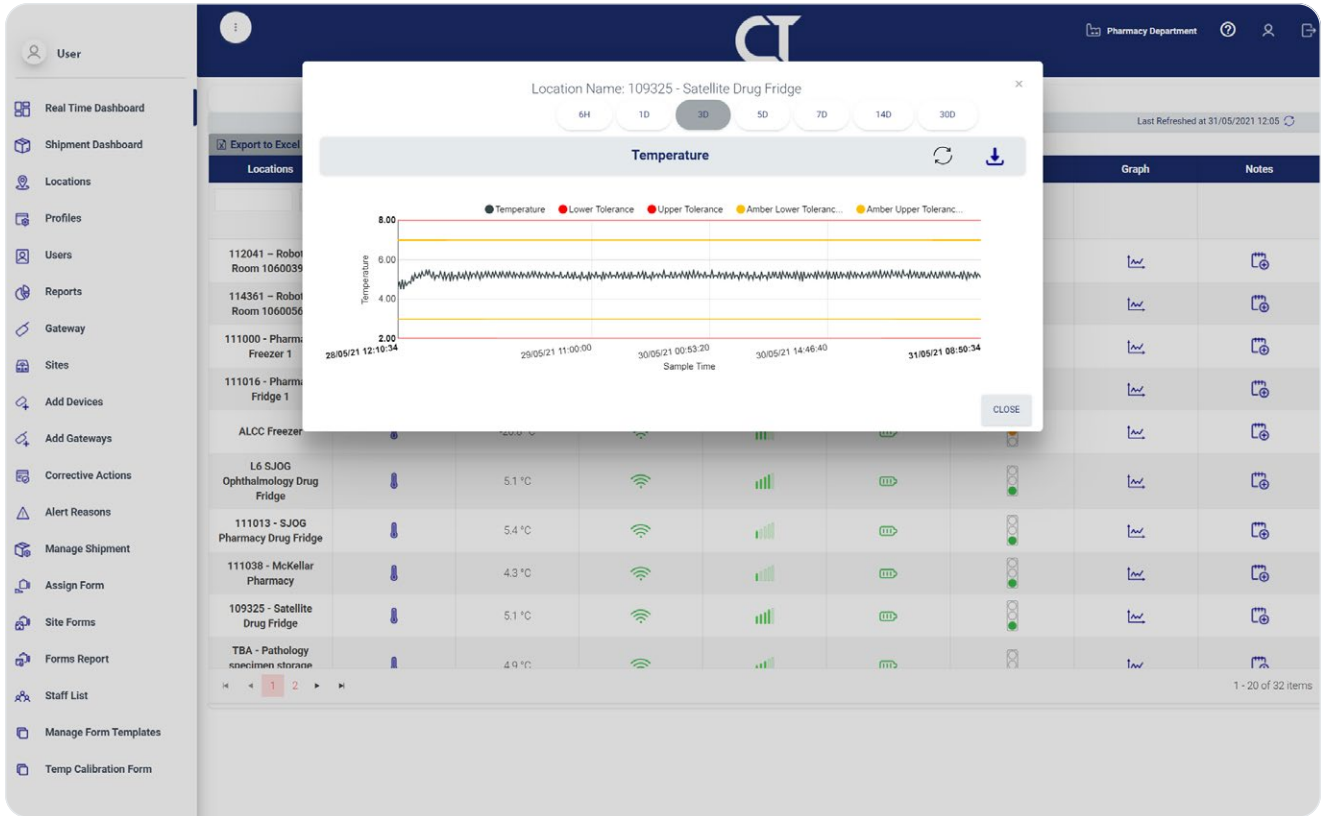 User
Real Time Dashboard
Shipment Dashboard
Locations
Profiles
Users
Reports
Gateway
Sites
Add Devices
Add Gateways
Corrective Actions
Alert Reasons
Manage Shipment
Assign Form
Site Forms
Forms Report
Staff List
Manage Form Templates
Temp Calibration Form
CT
Pharmacy Department
Last Refreshed at 31/05/2021 12:05
Export to Excel
Locations
Graph
Notes
Location Name: 109325 - Satellite Drug Fridge
6H 1D 3D 5D 7D 14D 30D
Temperature
Temperature Lower Tolerance Upper Tolerance Amber Lower Toleranc... Amber Upper Toleranc...
8.00
6.00
4.00
2.00
Temperature
28/05/21 12:10:34 29/05/21 11:00:00 30/05/21 00:53:20 30/05/21 14:46:40 31/05/21 08:50:34
Sample Time
CLOSE
112041 – Robot
Room 1060039
114361 – Robot
Room 1060056
111000 - Pharma
Freezer 1
111016 - Pharma
Fridge 1
ALCC Freezer
L6 SJOG
Ophthalmology Drug
Fridge
5.1 °C
111013 - SJOG
Pharmacy Drug Fridge
5.4 °C
111038 - McKellar
Pharmacy
4.3 °C
109325 - Satellite
Drug Fridge
5.1 °C
TBA - Pathology
specimen storage
4.9 °C
1 2
1 - 20 of 32 items